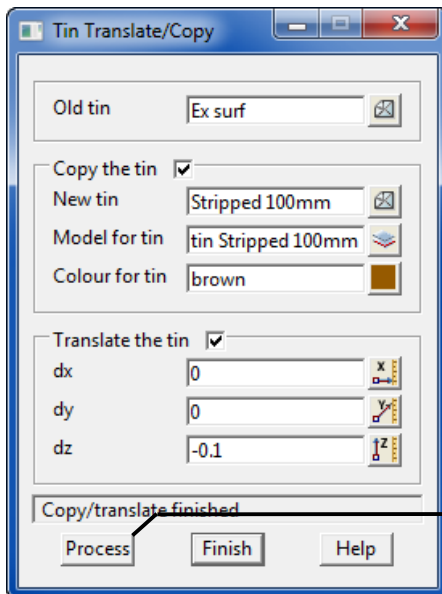 Tin Translate/Copy
Old tin Ex surf
Copy the tin
New tin Stripped 100mm
Model for tin tin Stripped 100mm
Colour for tin brown
Translate the tin
dx 0 X
dy 0 Y
dz -0.1 Z
Copy/translate finished
Process Finish Help